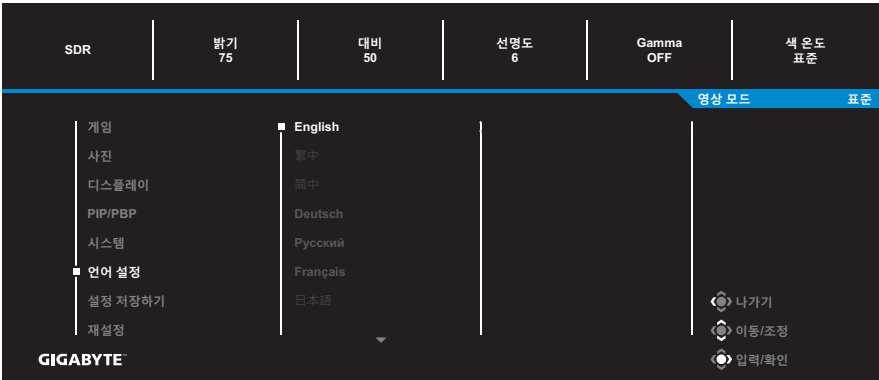 SDR
밝기
75
대비
50
선명도
6
Gamma
OFF
색 온도
표준
영상 모드 표준
게임
사진
디스플레이
PIP/PBP
시스템
언어 설정
설정 저장하기
재설정
English
繁中
简中
Deutsch
Русский
Français
日本語
나가기
이동/조정
입력/확인
GIGABYTE™